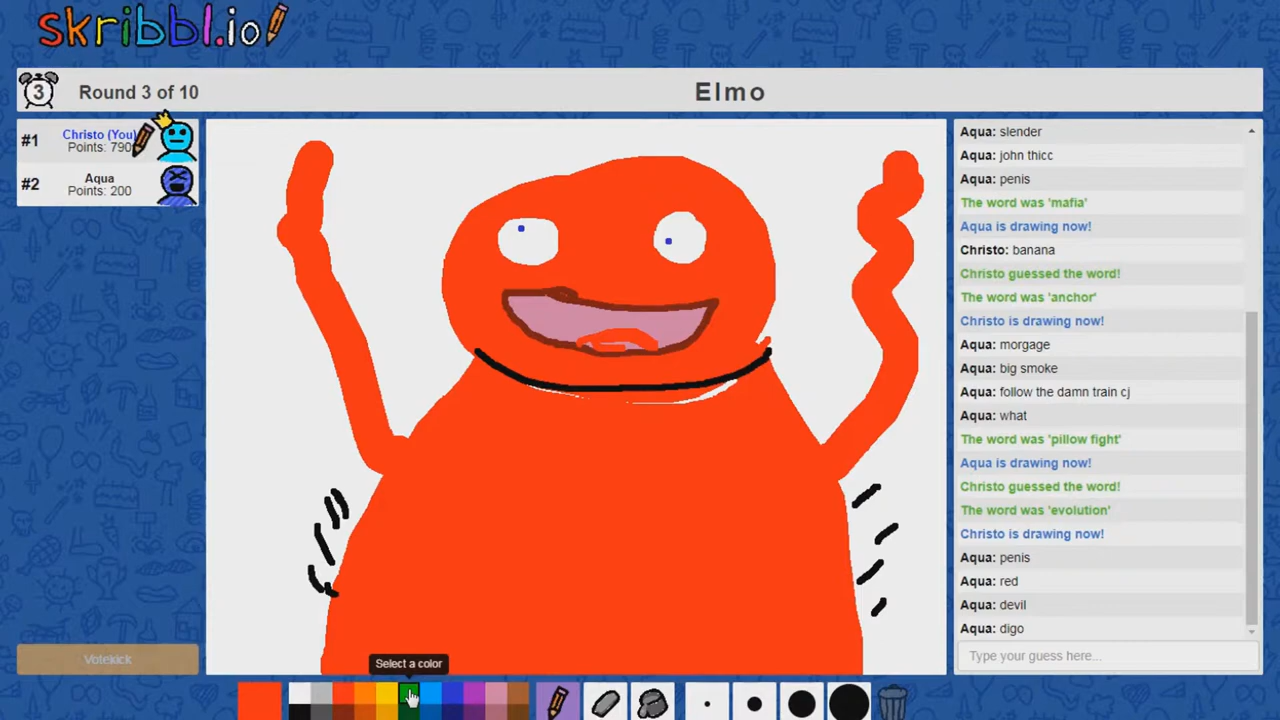 skribbl.io
3
Round 3 of 10
Elmo
#1
Christo (You)
Points: 790
#2
Aqua
Points: 200
Votekick
Select a color
Aqua: slender
Aqua: john thicc
Aqua: penis
The word was 'mafia'
Aqua is drawing now!
Christo: banana
Christo guessed the word!
The word was 'anchor'
Christo is drawing now!
Aqua: morgage
Aqua: big smoke
Aqua: follow the damn train cj
Aqua: what
The word was 'pillow fight'
Aqua is drawing now!
Christo guessed the word!
The word was 'evolution'
Christo is drawing now!
Aqua: penis
Aqua: red
Aqua: devil
Aqua: digo
Type your guess here...